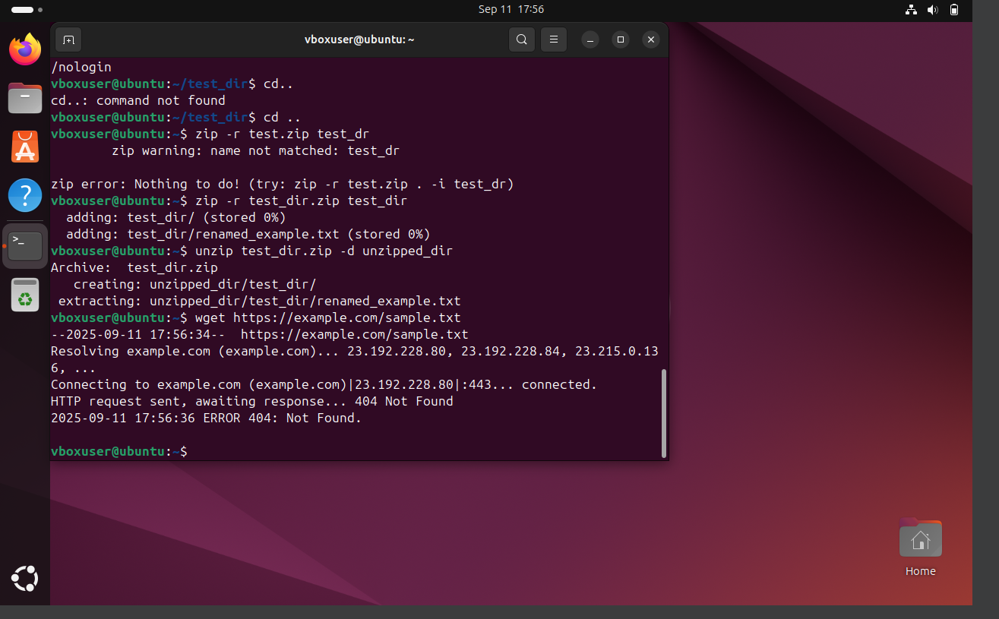 Sep 11 17:56
vboxuser@ubuntu: ~
/nologin
vboxuser@ubuntu:~/test_dir$ cd..
cd..: command not found
vboxuser@ubuntu:~/test_dir$ cd ..
vboxuser@ubuntu:~$ zip -r test.zip test_dr
        zip warning: name not matched: test_dr
zip error: Nothing to do! (try: zip -r test.zip . -i test_dr)
vboxuser@ubuntu:~$ zip -r test_dir.zip test_dir
  adding: test_dir/ (stored 0%)
  adding: test_dir/renamed_example.txt (stored 0%)
vboxuser@ubuntu:~$ unzip test_dir.zip -d unzipped_dir
Archive:  test_dir.zip
   creating: unzipped_dir/test_dir/
 extracting: unzipped_dir/test_dir/renamed_example.txt
vboxuser@ubuntu:~$ wget https://example.com/sample.txt
--2025-09-11 17:56:34--  https://example.com/sample.txt
Resolving example.com (example.com)... 23.192.228.80, 23.192.228.84, 23.215.0.13
6, ...
Connecting to example.com (example.com)|23.192.228.80|:443... connected.
HTTP request sent, awaiting response... 404 Not Found
2025-09-11 17:56:36 ERROR 404: Not Found.
vboxuser@ubuntu:~$
Home